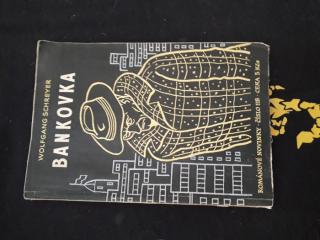 WOLFGANG SCHREYER
BANKOVKA
ROMÁNOVÉ NOVINKY · ČÍSLO 118 · CENA 5 Kčs